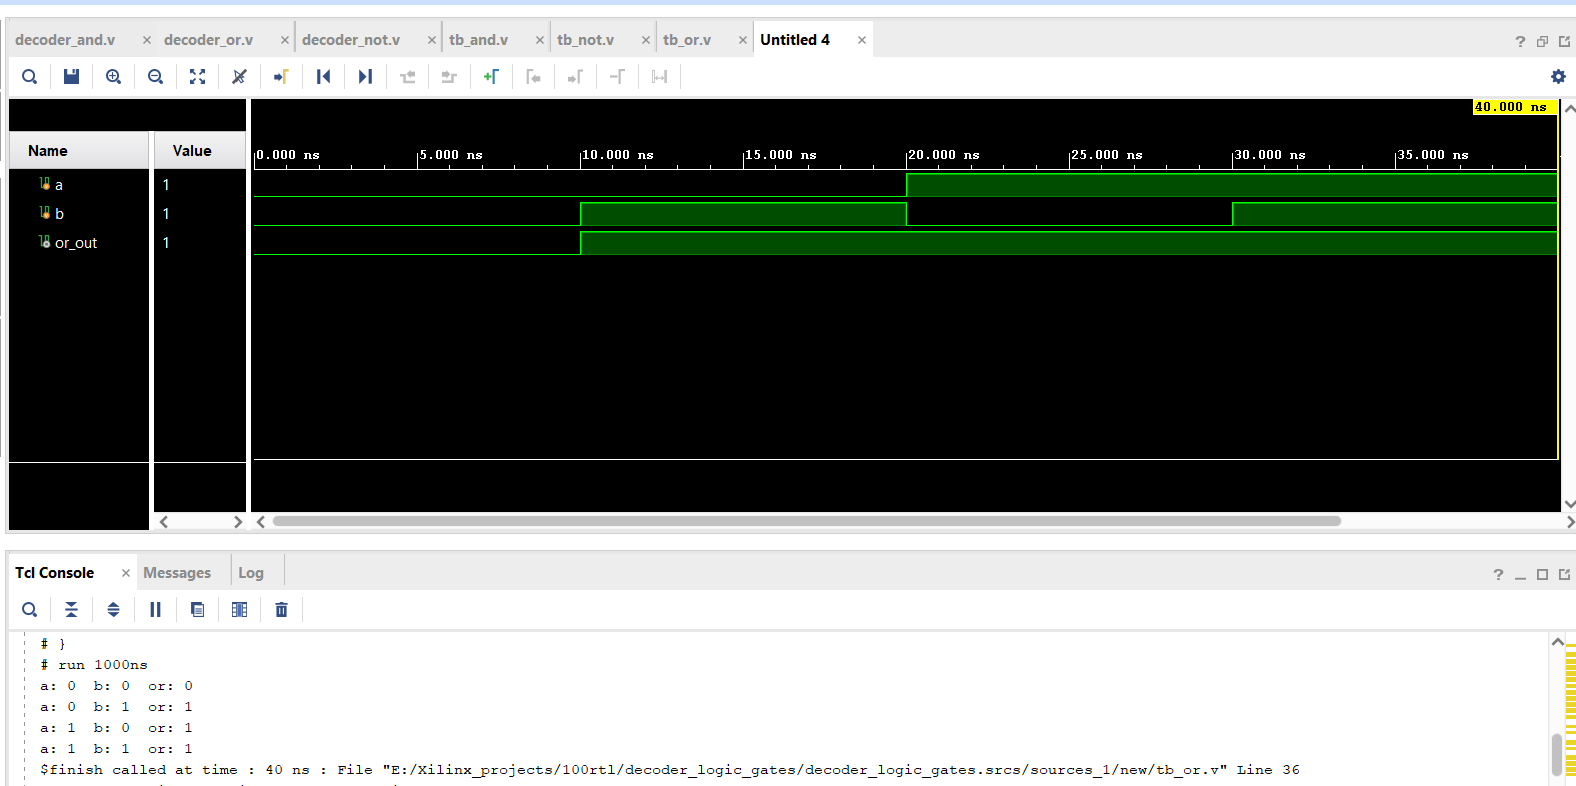 decoder_and.v × decoder_or.v × decoder_not.v × tb_and.v × tb_not.v × tb_or.v × Untitled 4 ×
40.000 ns
Name Value
0.000 ns 5.000 ns 10.000 ns 15.000 ns 20.000 ns 25.000 ns 30.000 ns 35.000 ns
a 1
b 1
or_out 1
Tcl Console × Messages Log
# }
# run 1000ns
a: 0 b: 0 or: 0
a: 0 b: 1 or: 1
a: 1 b: 0 or: 1
a: 1 b: 1 or: 1
$finish called at time : 40 ns : File "E:/Xilinx_projects/100rtl/decoder_logic_gates/decoder_logic_gates.srcs/sources_1/new/tb_or.v" Line 36